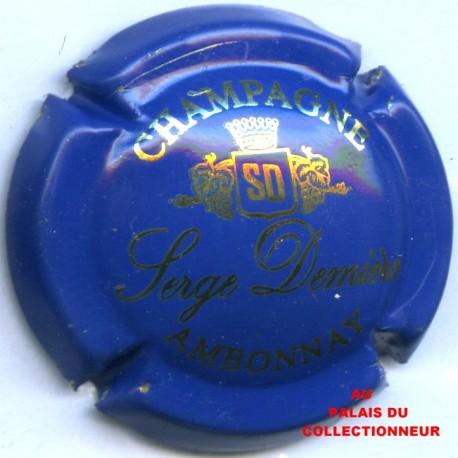 CHAMPAGNE
SD
Serge Demière
AMBONNAY
AU
PALAIS DU
COLLECTIONNEUR